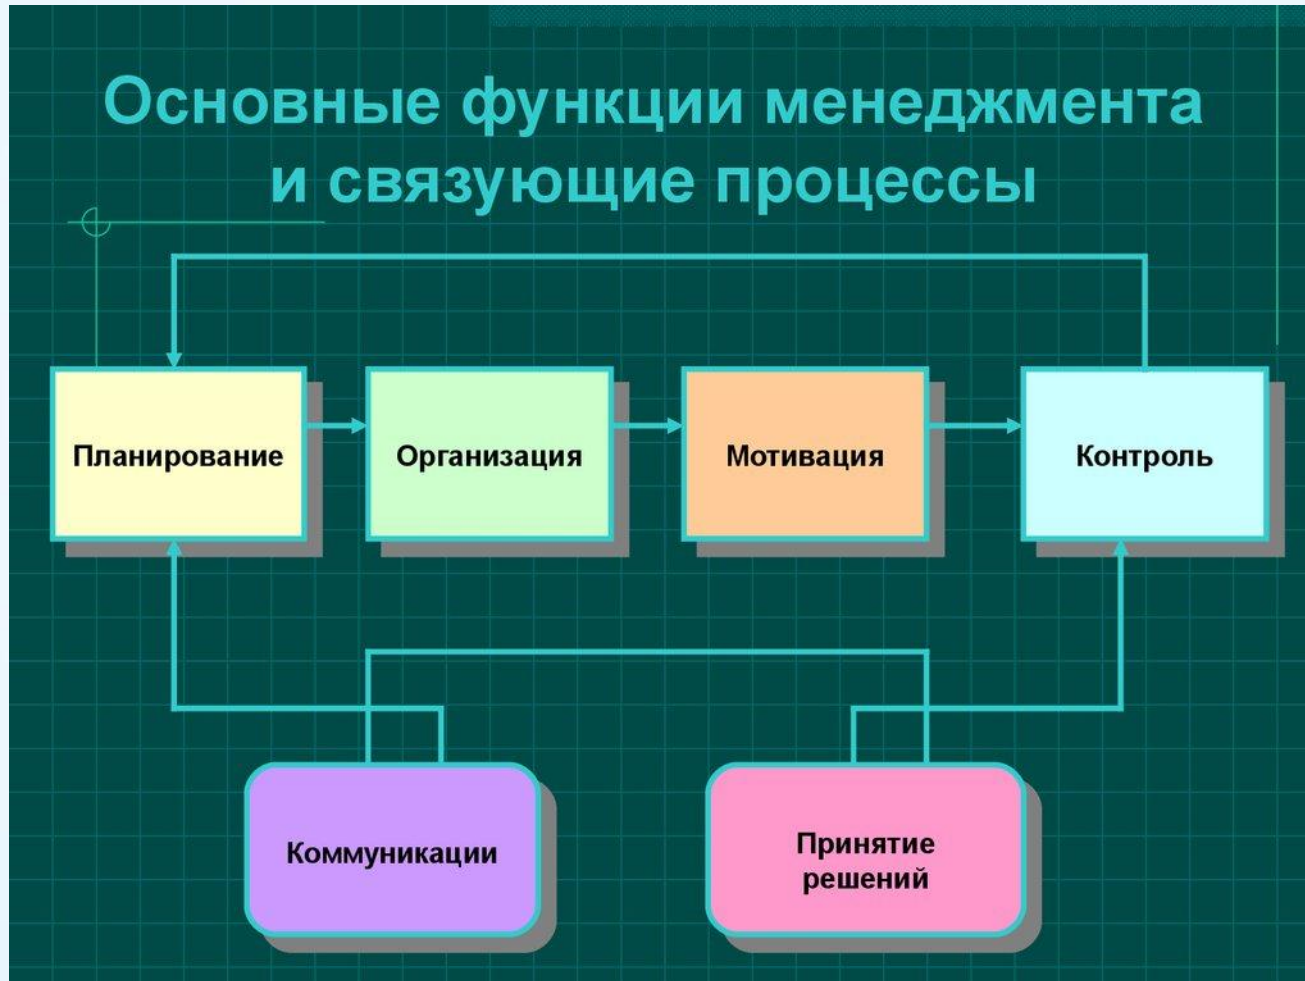 Основные функции менеджмента
и связующие процессы
Планирование
Организация
Мотивация
Контроль
Коммуникации
Принятие
решений